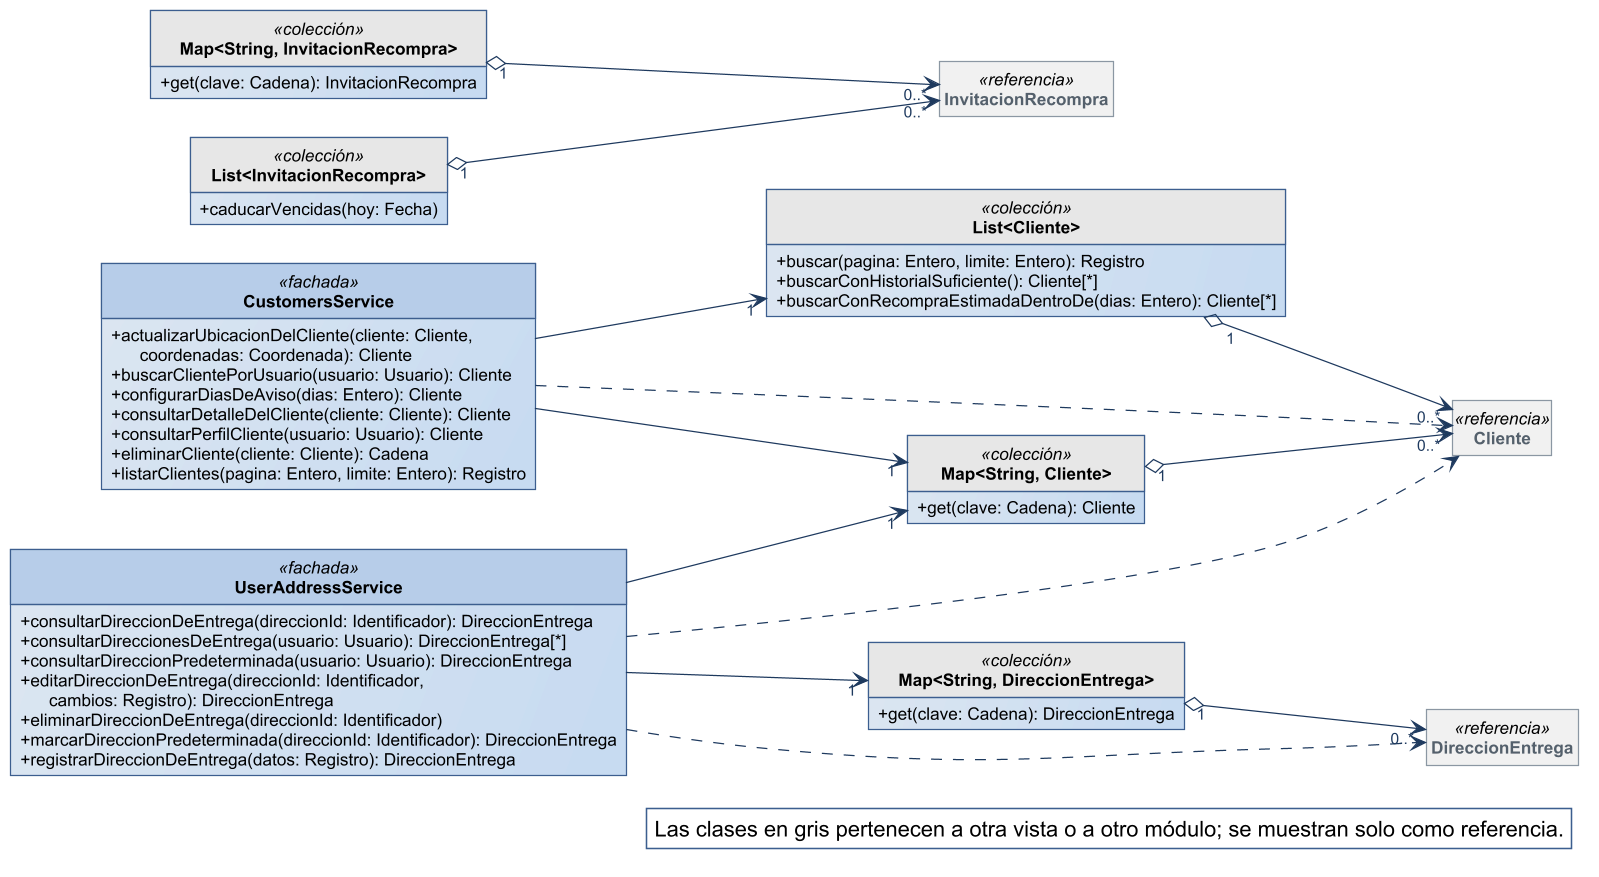 «colección»
Map<String, InvitacionRecompra>
+get(clave: Cadena): InvitacionRecompra
1
0..*
«referencia»
InvitacionRecompra
0..*
«colección»
List<InvitacionRecompra>
1
+caducarVencidas(hoy: Fecha)
«colección»
List<Cliente>
+buscar(pagina: Entero, limite: Entero): Registro
+buscarConHistorialSuficiente(): Cliente[*]
+buscarConRecompraEstimadaDentroDe(dias: Entero): Cliente[*]
1
1
«fachada»
CustomersService
+actualizarUbicacionDelCliente(cliente: Cliente,
coordenadas: Coordenada): Cliente
+buscarClientePorUsuario(usuario: Usuario): Cliente
+configurarDiasDeAviso(dias: Entero): Cliente
+consultarDetalleDelCliente(cliente: Cliente): Cliente
+consultarPerfilCliente(usuario: Usuario): Cliente
+eliminarCliente(cliente: Cliente): Cadena
+listarClientes(pagina: Entero, limite: Entero): Registro
0..*
«referencia»
Cliente
0..*
«colección»
Map<String, Cliente>
+get(clave: Cadena): Cliente
1
1
1
«fachada»
UserAddressService
+consultarDireccionDeEntrega(direccionId: Identificador): DireccionEntrega
+consultarDireccionesDeEntrega(usuario: Usuario): DireccionEntrega[*]
+consultarDireccionPredeterminada(usuario: Usuario): DireccionEntrega
+editarDireccionDeEntrega(direccionId: Identificador,
cambios: Registro): DireccionEntrega
+eliminarDireccionDeEntrega(direccionId: Identificador)
+marcarDireccionPredeterminada(direccionId: Identificador): DireccionEntrega
+registrarDireccionDeEntrega(datos: Registro): DireccionEntrega
«colección»
Map<String, DireccionEntrega>
+get(clave: Cadena): DireccionEntrega
1
1
0..*
«referencia»
DireccionEntrega
Las clases en gris pertenecen a otra vista o a otro módulo; se muestran solo como referencia.